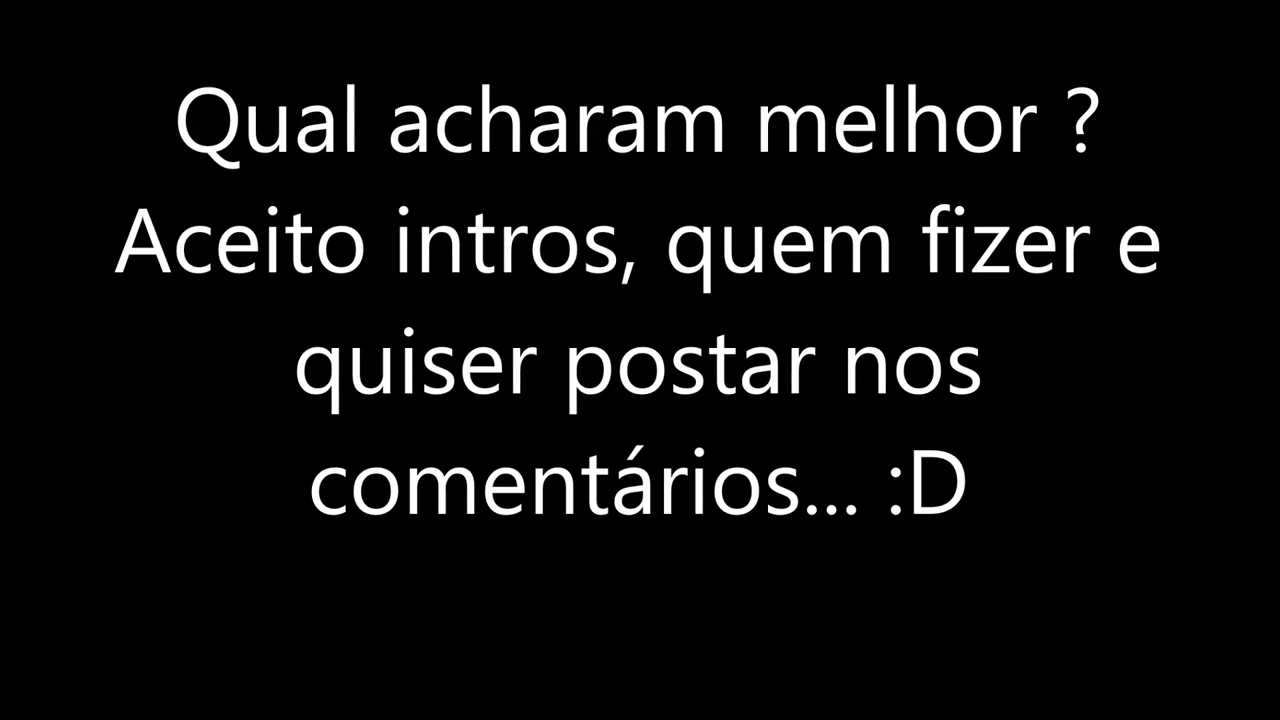 Qual acharam melhor ?
Aceito intros, quem fizer e
quiser postar nos
comentários... :D